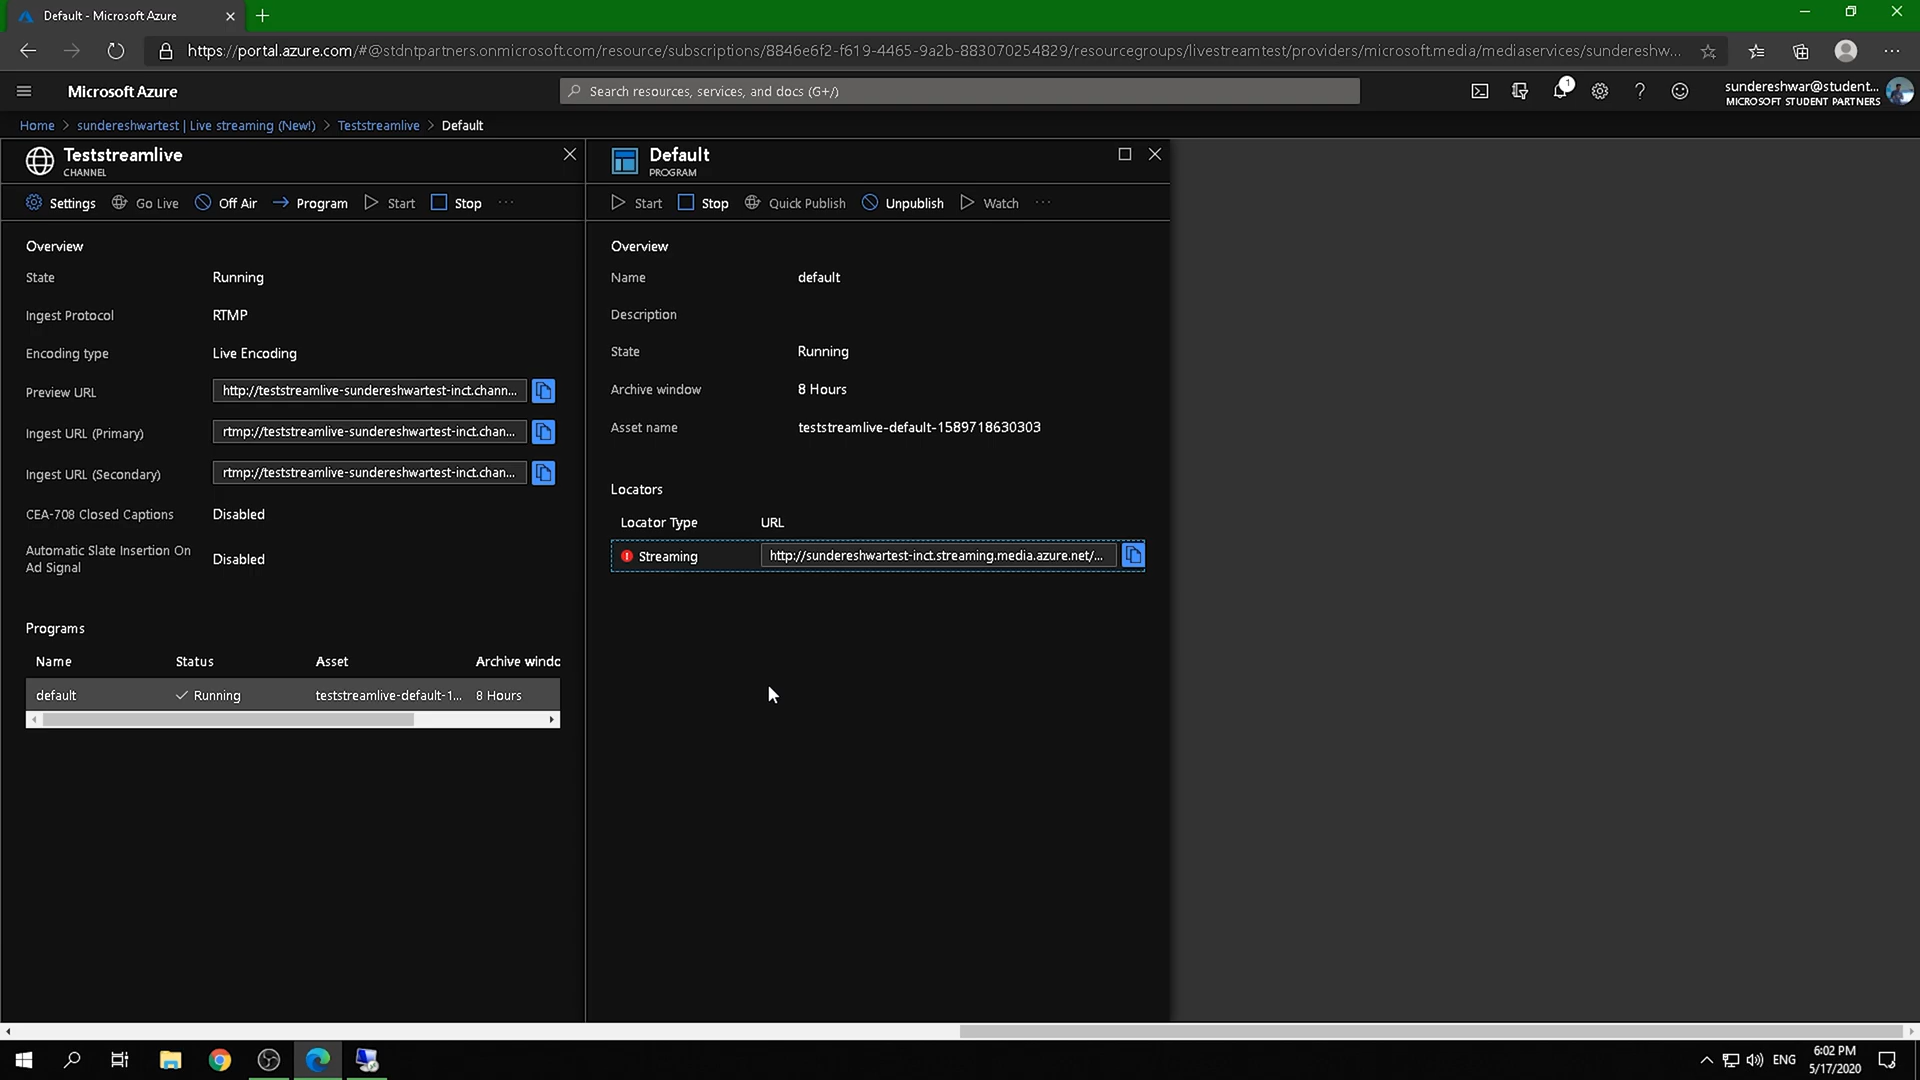 Default - Microsoft Azure
https://portal.azure.com/#@stdntpartners.onmicrosoft.com/resource/subscriptions/8846e6f2-f619-4465-9a2b-883070254829/resourcegroups/livestreamtest/providers/microsoft.media/mediaservices/sundereshw...
Microsoft Azure
Search resources, services, and docs (G+/)
1
sundereshwar@student...
MICROSOFT STUDENT PARTNERS
Home > sundereshwartest | Live streaming (New!) > Teststreamlive > Default
Teststreamlive
CHANNEL
Settings Go Live Off Air Program Start Stop ...
Overview
State Running
Ingest Protocol RTMP
Encoding type Live Encoding
Preview URL http://teststreamlive-sundereshwartest-inct.chann...
Ingest URL (Primary) rtmp://teststreamlive-sundereshwartest-inct.chan...
Ingest URL (Secondary) rtmp://teststreamlive-sundereshwartest-inct.chan...
CEA-708 Closed Captions Disabled
Automatic Slate Insertion On
Ad Signal Disabled
Programs
Name Status Asset Archive windo
default Running teststreamlive-default-1... 8 Hours
Default
PROGRAM
Start Stop Quick Publish Unpublish Watch ...
Overview
Name default
Description
State Running
Archive window 8 Hours
Asset name teststreamlive-default-1589718630303
Locators
Locator Type URL
Streaming http://sundereshwartest-inct.streaming.media.azure.net/...
ENG
6:02 PM
5/17/2020